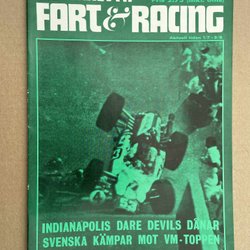 FART & RACING
INDIANAPOLIS DARE DEVILS DÅNAR
SVENSKA KÄMPAR MOT VM-TOPPEN